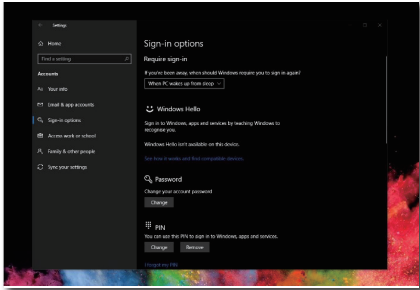 Settings
Home
Find a setting
Accounts
Your info
Email & app accounts
Sign-in options
Access work or school
Family & other people
Sync your settings
Sign-in options
Require sign-in
If you've been away, when should Windows require you to sign in again?
When PC wakes up from sleep
Windows Hello
Sign in to Windows, apps and services by teaching Windows to
recognise you.
Windows Hello isn't available on this device.
See how it works and find compatible devices.
Password
Change your account password
Change
PIN
You can use this PIN to sign in to Windows, apps and services.
Change
Remove
I forgot my PIN